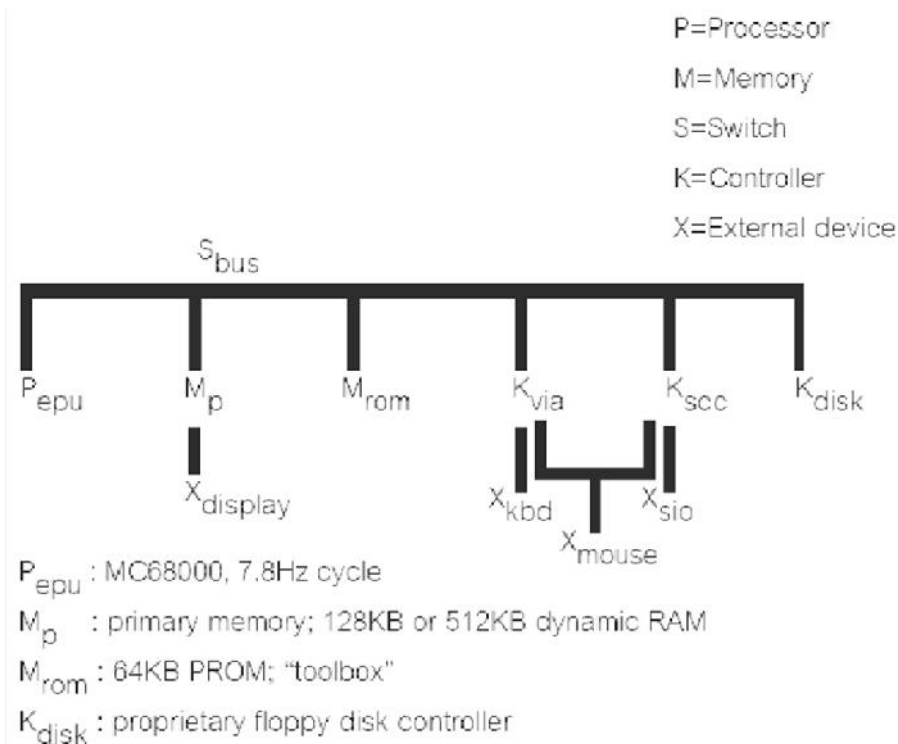 P=Processor
M=Memory
S=Switch
K=Controller
X=External device
S bus
P epu M p M rom K via K scc K disk
X display X kbd X mouse X sio
P epu : MC68000, 7.8Hz cycle
M p : primary memory; 128KB or 512KB dynamic RAM
M rom : 64KB PROM; “toolbox”
K disk : proprietary floppy disk controller